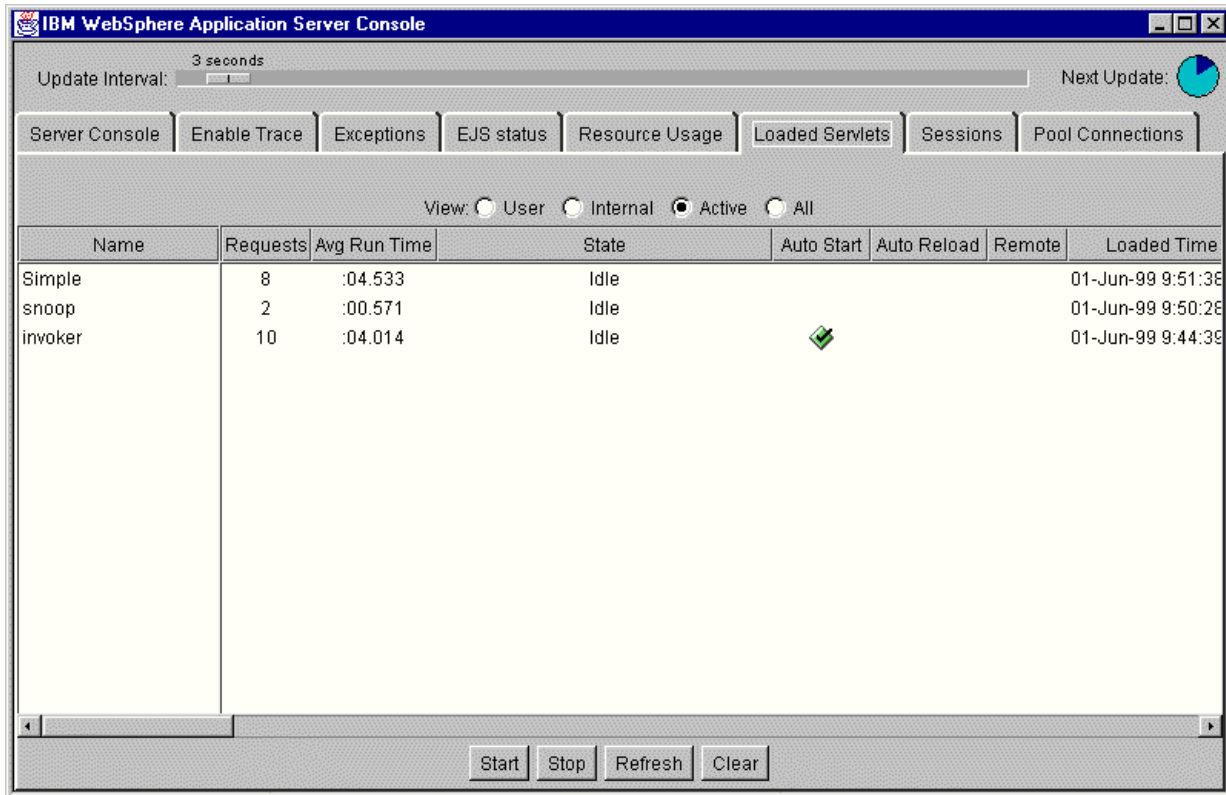 IBM WebSphere Application Server Console
3 seconds
Update Interval: Next Update:
Server Console Enable Trace Exceptions EJS status Resource Usage Loaded Servlets Sessions Pool Connections
View: User Internal Active All
Name Requests Avg Run Time State Auto Start Auto Reload Remote Loaded Time
Simple 8 :04.533 Idle 01-Jun-99 9:51:38
snoop 2 :00.571 Idle 01-Jun-99 9:50:28
invoker 10 :04.014 Idle 01-Jun-99 9:44:39
Start Stop Refresh Clear